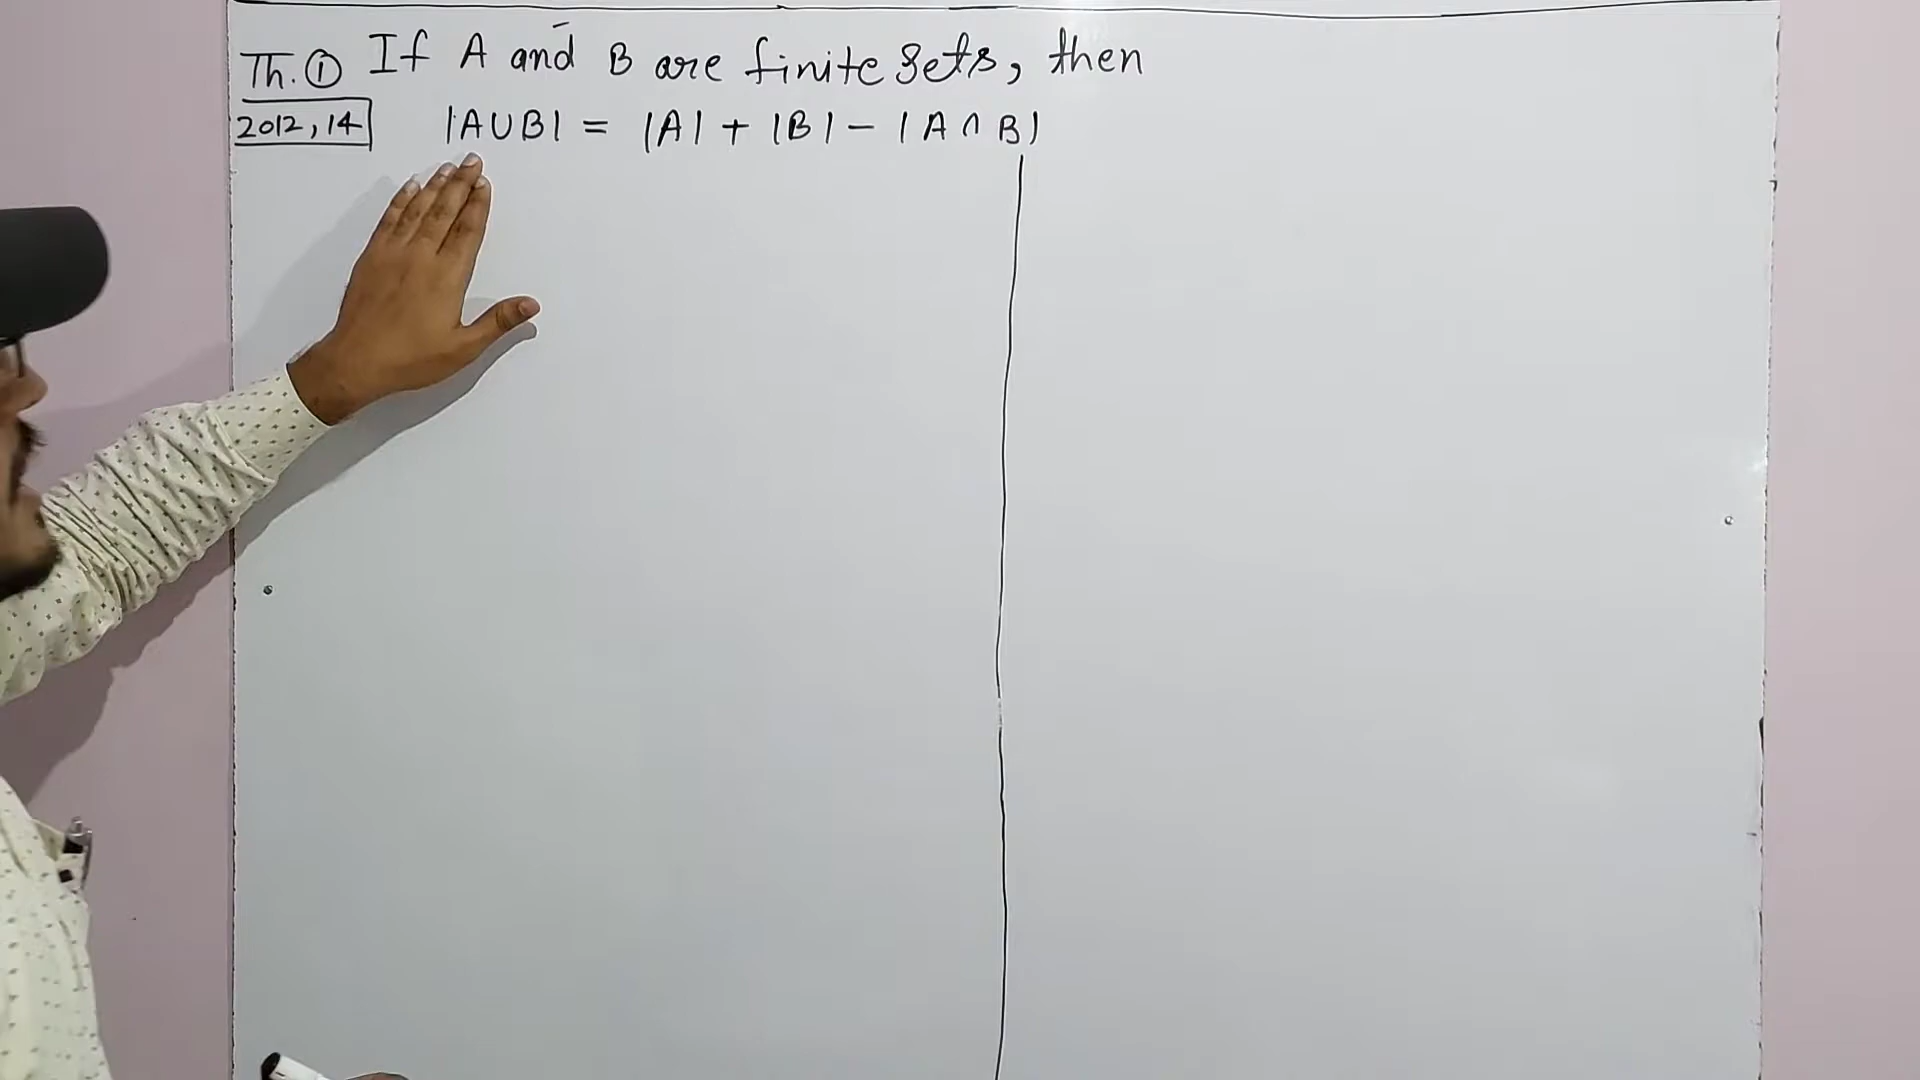 Th. ① If A and B are finite sets, then
2012, 14 |A∪B| = |A| + |B| − |A ∩ B|